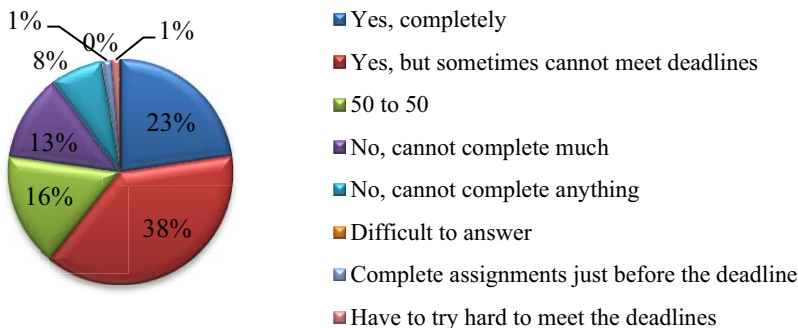 1%
0%
1%
8%
23%
13%
16%
38%
Yes, completely
Yes, but sometimes cannot meet deadlines
50 to 50
No, cannot complete much
No, cannot complete anything
Difficult to answer
Complete assignments just before the deadline
Have to try hard to meet the deadlines